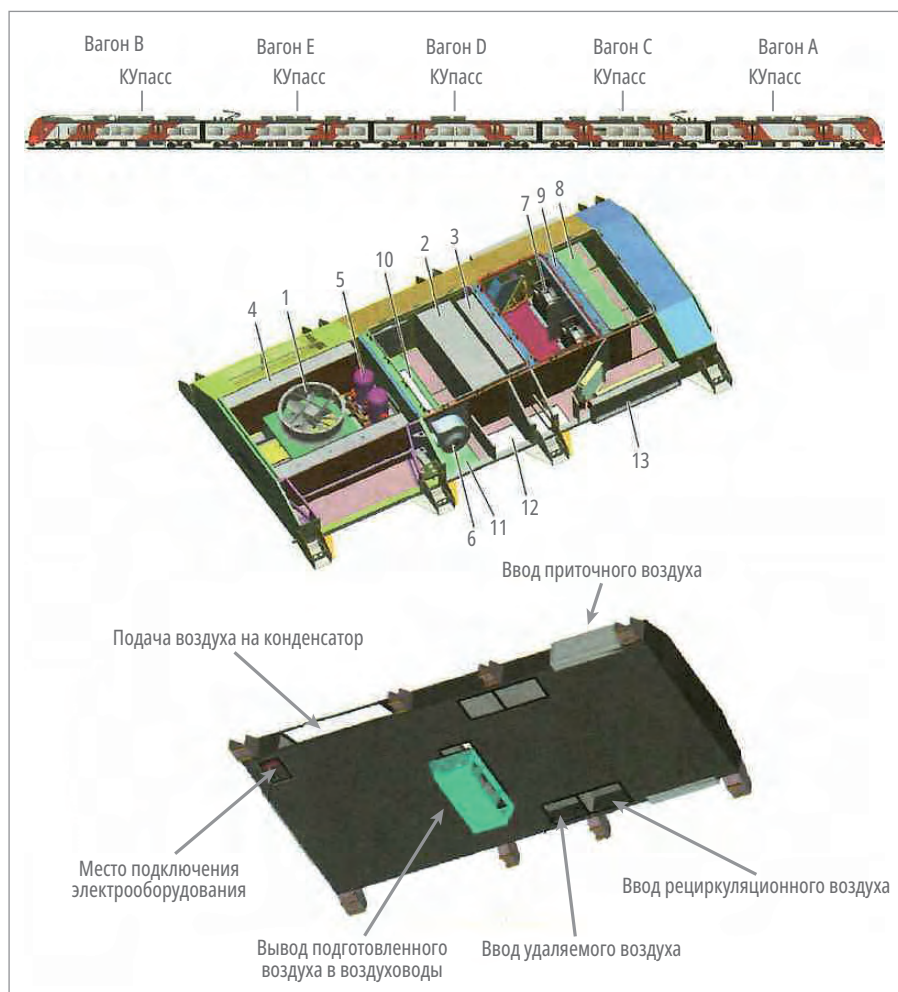 Вагон B Вагон E Вагон D Вагон C Вагон A
КУпасс КУпасс КУпасс КУпасс КУпасс
7 9 8
2 3
10
5
1
4
13
12
11
6
Ввод приточного воздуха
Подача воздуха на конденсатор
Место подключения
электрооборудования
Ввод рециркуляционного воздуха
Вывод подготовленного
воздуха в воздуховоды
Ввод удаляемого воздуха